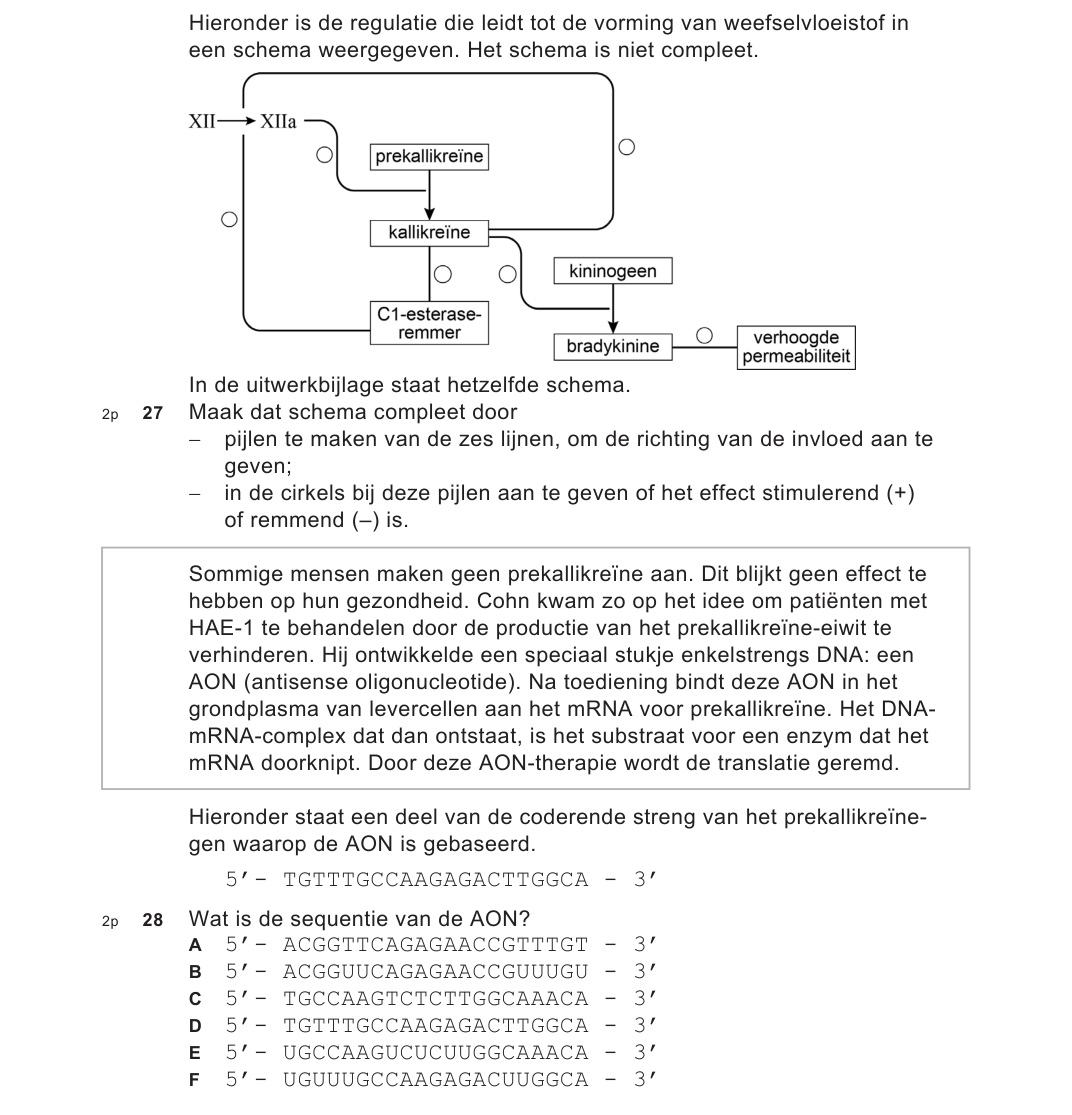 Hieronder is de regulatie die leidt tot de vorming van weefselvloeistof in
een schema weergegeven. Het schema is niet compleet.
XII XIIa
prekallikreïne
kallikreïne
kininogeen
C1-esterase-
remmer
bradykinine
verhoogde
permeabiliteit
In de uitwerkbijlage staat hetzelfde schema.
2p 27 Maak dat schema compleet door
– pijlen te maken van de zes lijnen, om de richting van de invloed aan te
geven;
– in de cirkels bij deze pijlen aan te geven of het effect stimulerend (+)
of remmend (–) is.
Sommige mensen maken geen prekallikreïne aan. Dit blijkt geen effect te
hebben op hun gezondheid. Cohn kwam zo op het idee om patiënten met
HAE-1 te behandelen door de productie van het prekallikreïne-eiwit te
verhinderen. Hij ontwikkelde een speciaal stukje enkelstrengs DNA: een
AON (antisense oligonucleotide). Na toediening bindt deze AON in het
grondplasma van levercellen aan het mRNA voor prekallikreïne. Het DNA-
mRNA-complex dat dan ontstaat, is het substraat voor een enzym dat het
mRNA doorknipt. Door deze AON-therapie wordt de translatie geremd.
Hieronder staat een deel van de coderende streng van het prekallikreïne-
gen waarop de AON is gebaseerd.
5′- TGTTTGCCAAGAGACTTGGCA - 3′
2p 28 Wat is de sequentie van de AON?
A 5′- ACGGTTCAGAGAACCGTTTGT - 3′
B 5′- ACGGUUCAGAGAACCGUUUGU - 3′
C 5′- TGCCAAGTCTCTTGGCAAACA - 3′
D 5′- TGTTTGCCAAGAGACTTGGCA - 3′
E 5′- UGCCAAGUCUCUUGGCAAACA - 3′
F 5′- UGUUUGCCAAGAGACUUGGCA - 3′